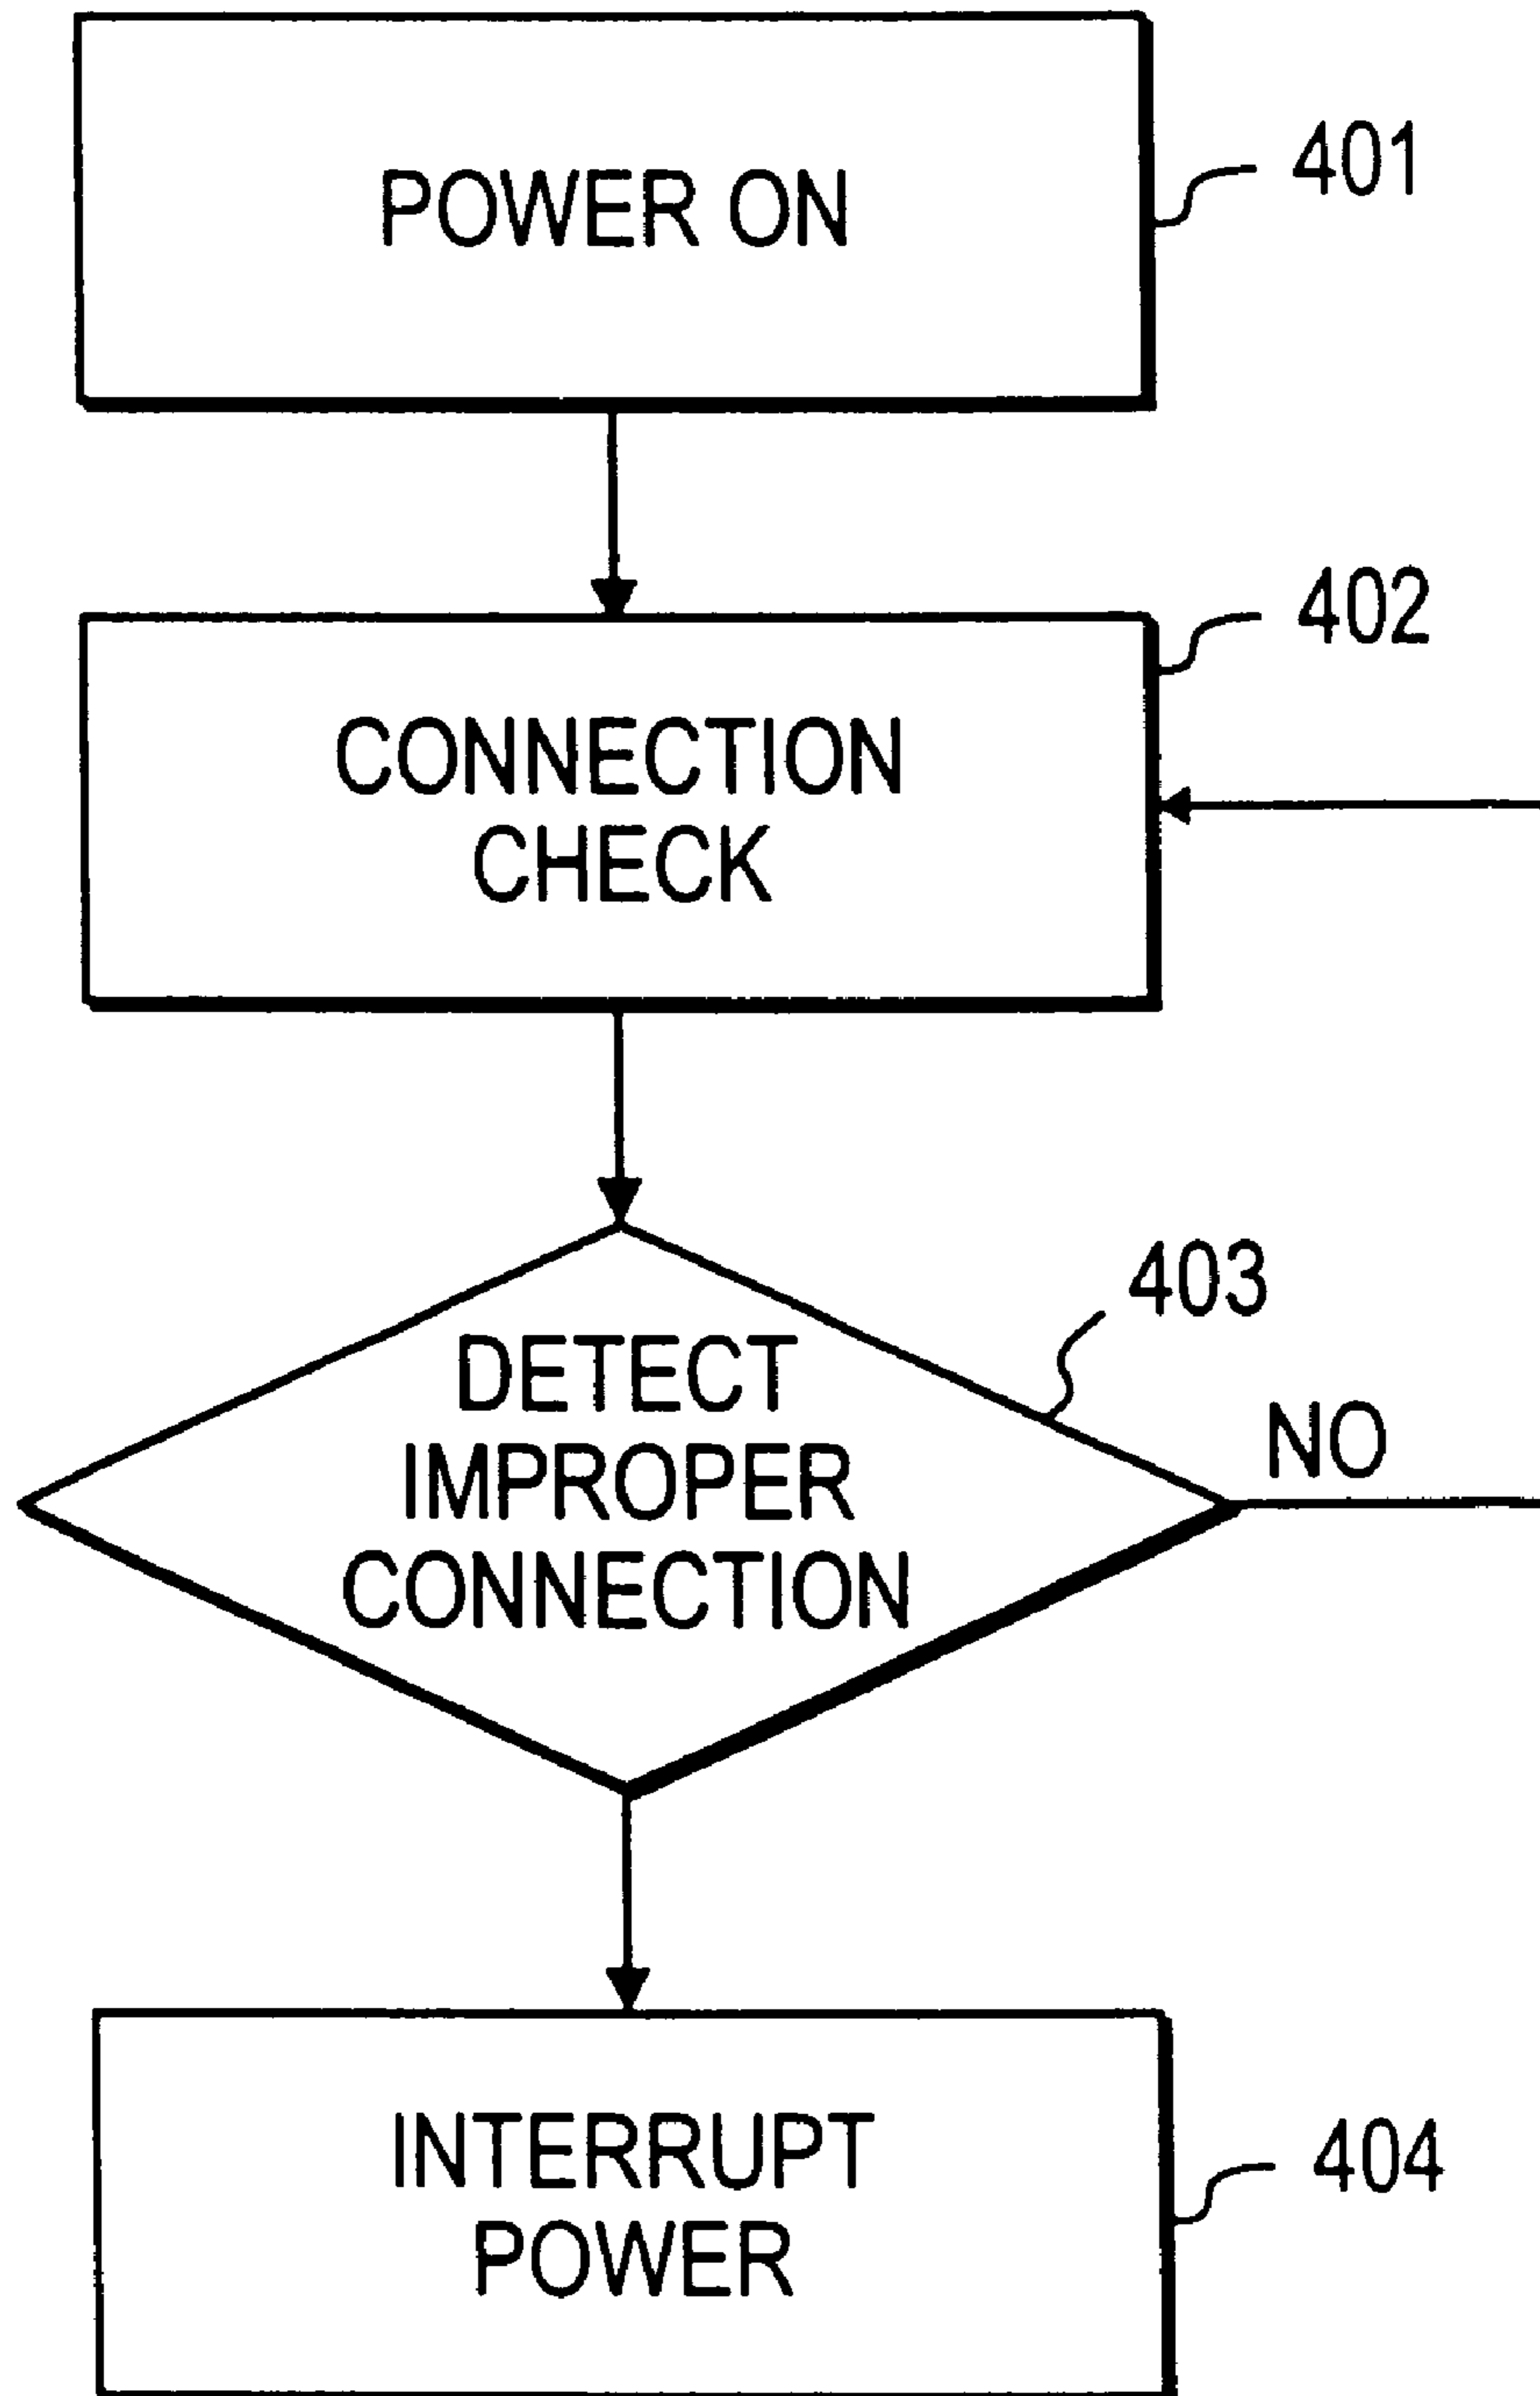 POWER ON
401
402
CONNECTION
CHECK
403
DETECT
IMPROPER
CONNECTION
NO
INTERRUPT
POWER
404